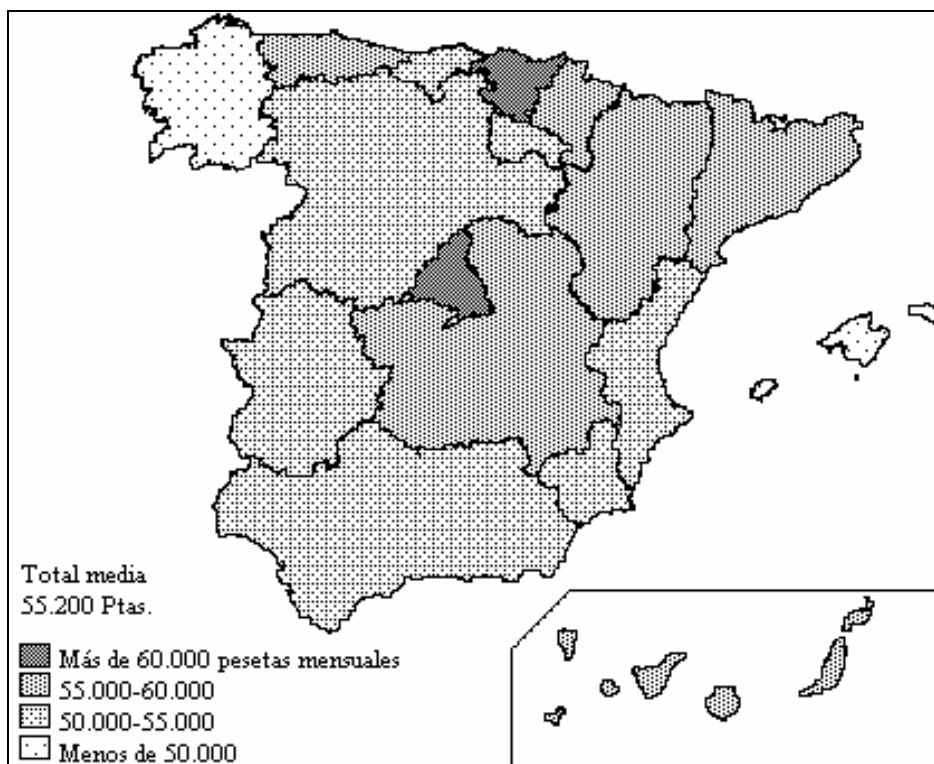 Total media
55.200 Ptas.
Más de 60.000 pesetas mensuales
55.000-60.000
50.000-55.000
Menos de 50.000